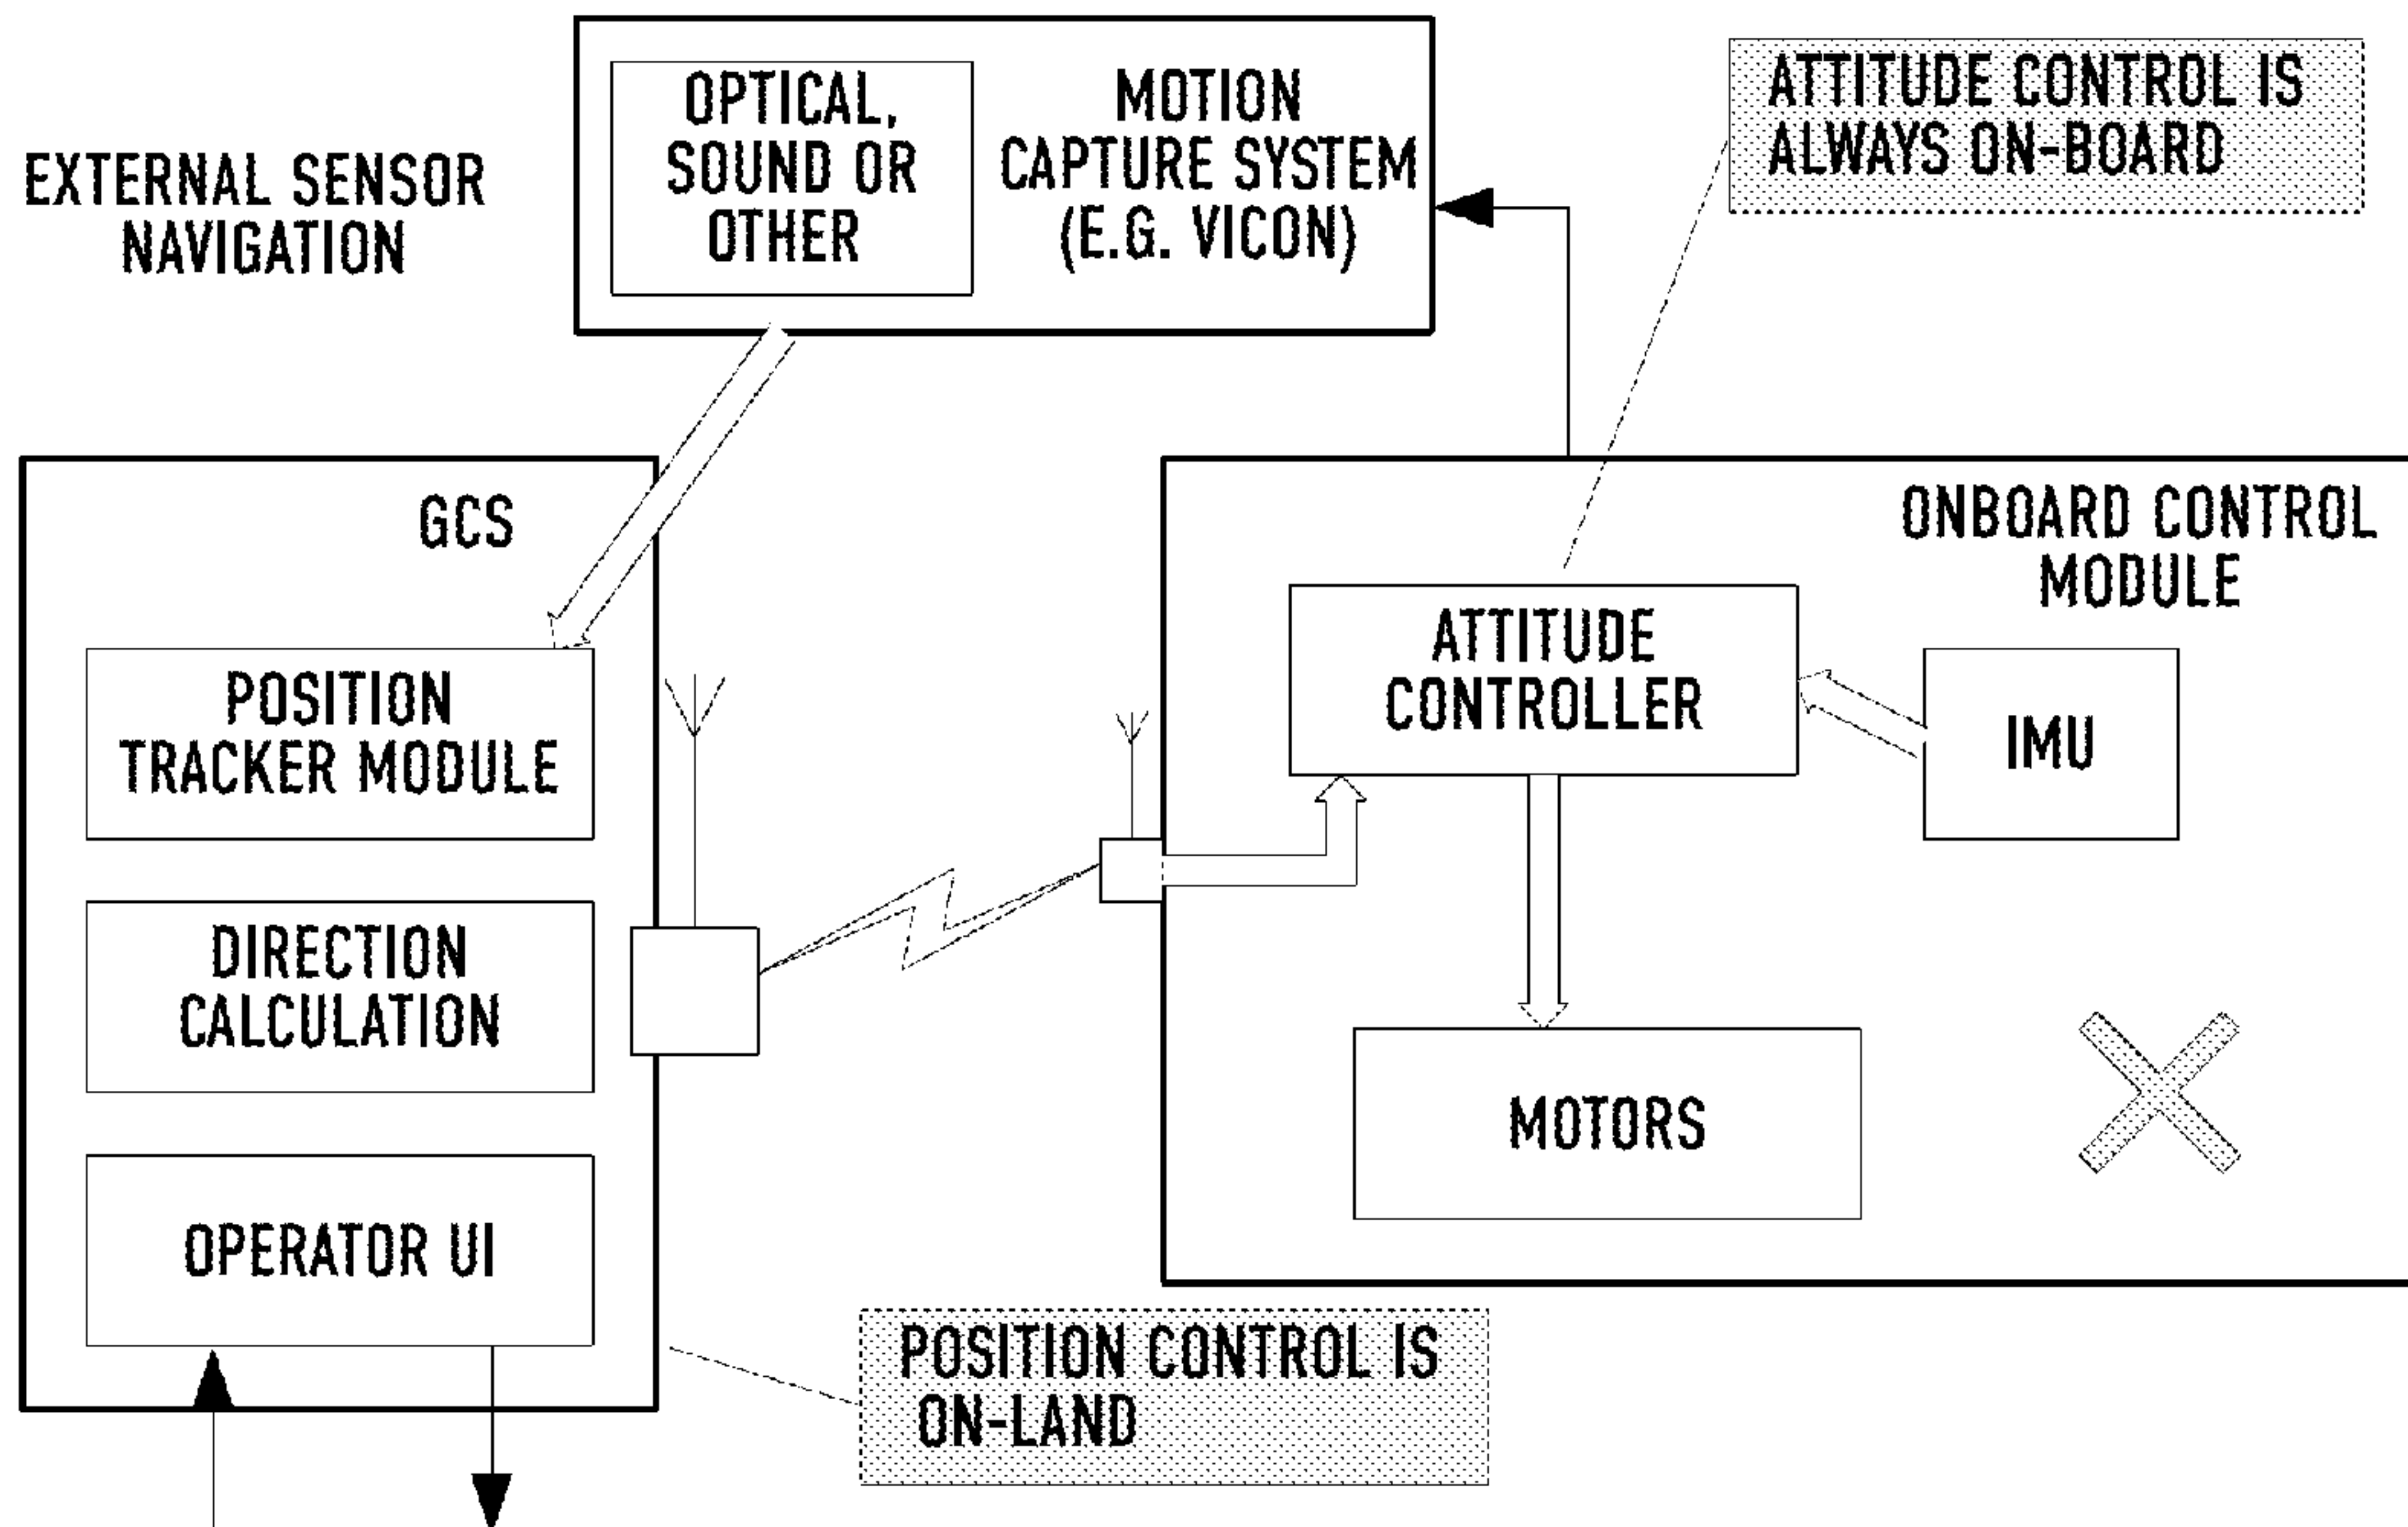 EXTERNAL SENSOR
NAVIGATION
OPTICAL,
SOUND OR
OTHER
MOTION
CAPTURE SYSTEM
(E.G. VICON)
ATTITUDE CONTROL IS
ALWAYS ON-BOARD
GCS
POSITION
TRACKER MODULE
DIRECTION
CALCULATION
OPERATOR UI
ONBOARD CONTROL
MODULE
ATTITUDE
CONTROLLER
IMU
MOTORS
POSITION CONTROL IS
ON-LAND